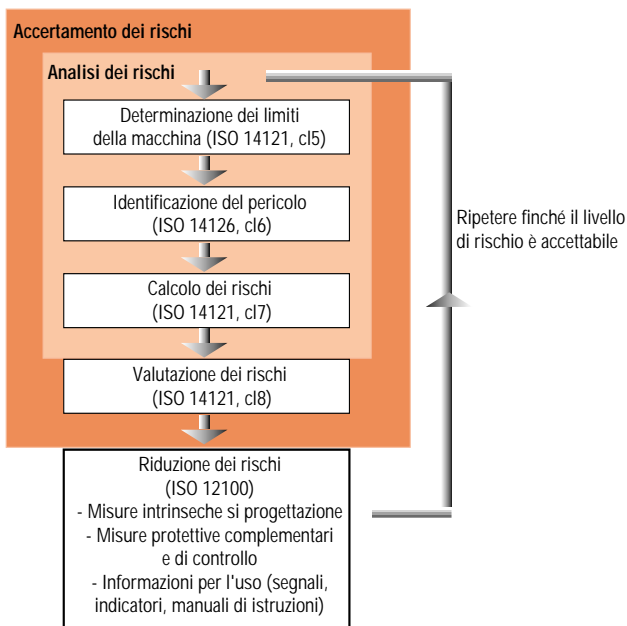 Accertamento dei rischi
Analisi dei rischi
Determinazione dei limiti
della macchina (ISO 14121, cl5)
Identificazione del pericolo
(ISO 14126, cl6)
Calcolo dei rischi
(ISO 14121, cl7)
Valutazione dei rischi
(ISO 14121, cl8)
Riduzione dei rischi
(ISO 12100)
- Misure intrinseche si progettazione
- Misure protettive complementari
e di controllo
- Informazioni per l'uso (segnali,
indicatori, manuali di istruzioni)
Ripetere finché il livello
di rischio è accettabile